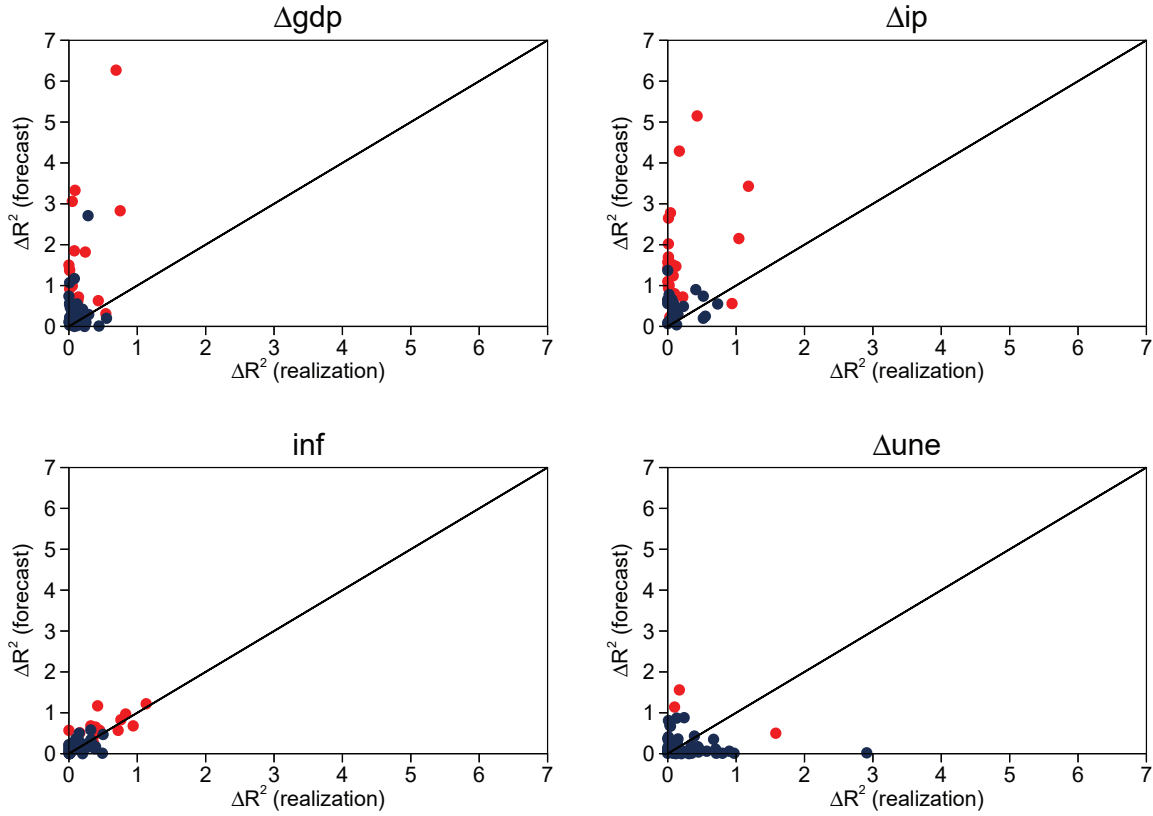 Δgdp
7
6
5
4
3
2
1
0
ΔR² (forecast)
0 1 2 3 4 5 6 7
ΔR² (realization)
Δip
7
6
5
4
3
2
1
0
ΔR² (forecast)
0 1 2 3 4 5 6 7
ΔR² (realization)
inf
7
6
5
4
3
2
1
0
ΔR² (forecast)
0 1 2 3 4 5 6 7
ΔR² (realization)
Δune
7
6
5
4
3
2
1
0
ΔR² (forecast)
0 1 2 3 4 5 6 7
ΔR² (realization)